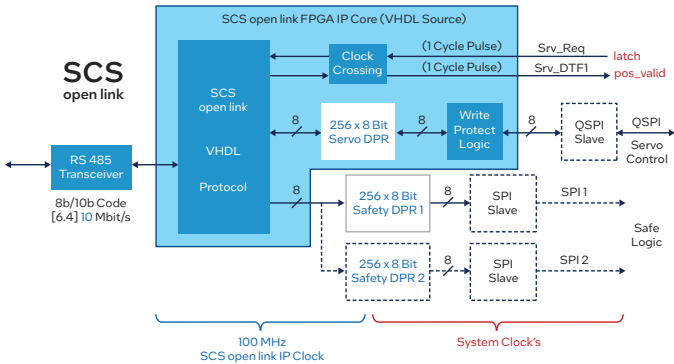 SCS open link FPGA IP Core (VHDL Source)
SCS
open link
SCS
open link
VHDL
Protocol
Clock
Crossing
(1 Cycle Pulse)
Srv_Req
latch
(1 Cycle Pulse)
Srv_DTF1
pos_valid
8
256 x 8 Bit
Servo DPR
8
Write
Protect
Logic
8
QSPI
Slave
QSPI
Servo
Control
RS 485
Transceiver
8b/10b Code
[6.4] 10 Mbit/s
8
256 x 8 Bit
Safety DPR 1
8
SPI
Slave
SPI 1
Safe
Logic
256 x 8 Bit
Safety DPR 2
8
SPI
Slave
SPI 2
100 MHz
SCS open link IP Clock
System Clock's